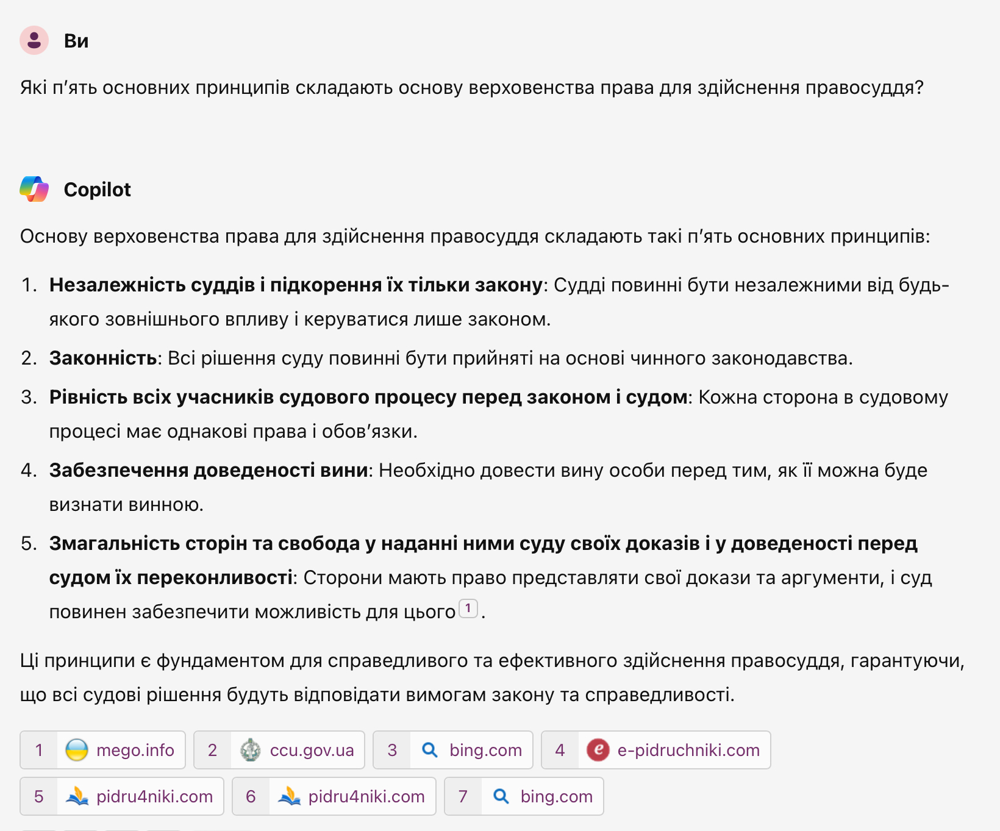 Ви
Які п’ять основних принципів складають основу верховенства права для здійснення правосуддя?
Copilot
Основу верховенства права для здійснення правосуддя складають такі п’ять основних принципів:
1. Незалежність суддів і підкорення їх тільки закону: Судді повинні бути незалежними від будь-
якого зовнішнього впливу і керуватися лише законом.
2. Законність: Всі рішення суду повинні бути прийняті на основі чинного законодавства.
3. Рівність всіх учасників судового процесу перед законом і судом: Кожна сторона в судовому
процесі має однакові права і обов’язки.
4. Забезпечення доведеності вини: Необхідно довести вину особи перед тим, як її можна буде
визнати винною.
5. Змагальність сторін та свобода у наданні ними суду своїх доказів і у доведеності перед
судом їх переконливості: Сторони мають право представляти свої докази та аргументи, і суд
повинен забезпечити можливість для цього 1 .
Ці принципи є фундаментом для справедливого та ефективного здійснення правосуддя, гарантуючи,
що всі судові рішення будуть відповідати вимогам закону та справедливості.
1 mego.info 2 ccu.gov.ua 3 bing.com 4 e-pidruchniki.com
5 pidru4niki.com 6 pidru4niki.com 7 bing.com